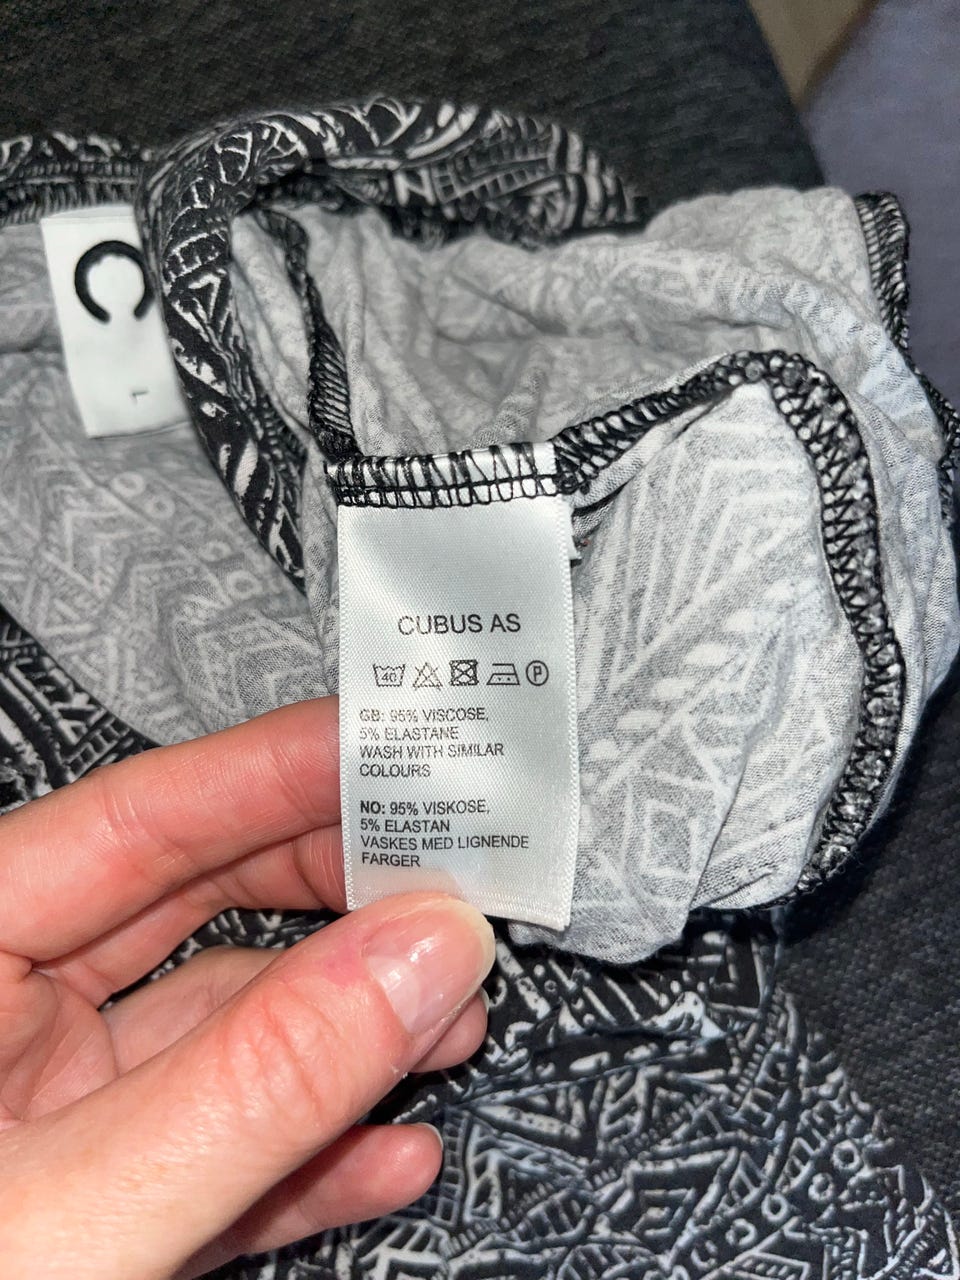 C
L
CUBUS AS
40 P
GB: 95% VISCOSE,
5% ELASTANE
WASH WITH SIMILAR
COLOURS
NO: 95% VISKOSE,
5% ELASTAN
VASKES MED LIGNENDE
FARGER